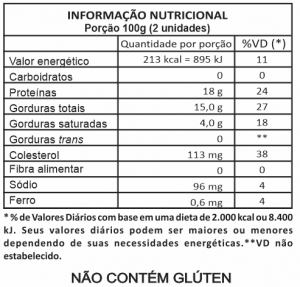 INFORMAÇÃO NUTRICIONAL
Porção 100g (2 unidades)
Quantidade por porção %VD (*)
Valor energético 213 kcal = 895 kJ 11
Carboidratos 0 0
Proteínas 18 g 24
Gorduras totais 15,0 g 27
Gorduras saturadas 4,0 g 18
Gorduras trans 0 **
Colesterol 113 mg 38
Fibra alimentar 0 0
Sódio 96 mg 4
Ferro 0,6 mg 4
* % de Valores Diários com base em uma dieta de 2.000 kcal ou 8.400
kJ. Seus valores diários podem ser maiores ou menores
dependendo de suas necessidades energéticas.**VD não
estabelecido.
NÃO CONTÉM GLÚTEN